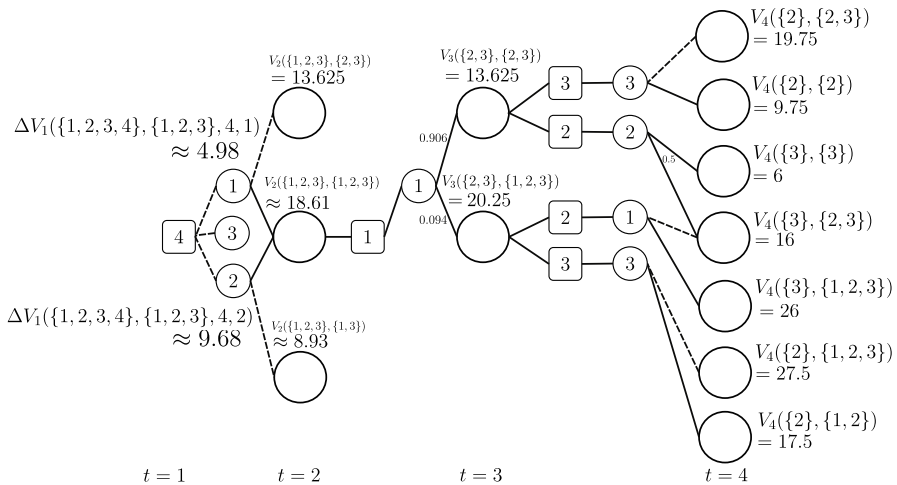 V_4({2}, {2, 3})
= 19.75
V_2({1, 2, 3}, {2, 3})
= 13.625
V_3({2, 3}, {2, 3})
= 13.625
3
3
V_4({2}, {2})
= 9.75
ΔV_1({1, 2, 3, 4}, {1, 2, 3}, 4, 1)
≈ 4.98
0.906
2
2
0.5
V_4({3}, {3})
= 6
1
V_2({1, 2, 3}, {1, 2, 3})
≈ 18.61
1
V_3({2, 3}, {1, 2, 3})
= 20.25
0.094
4
3
1
2
1
V_4({3}, {2, 3})
= 16
2
3
3
V_4({3}, {1, 2, 3})
= 26
ΔV_1({1, 2, 3, 4}, {1, 2, 3}, 4, 2)
≈ 9.68
V_2({1, 2, 3}, {1, 3})
≈ 8.93
V_4({2}, {1, 2, 3})
= 27.5
V_4({2}, {1, 2})
= 17.5
t = 1 t = 2 t = 3 t = 4